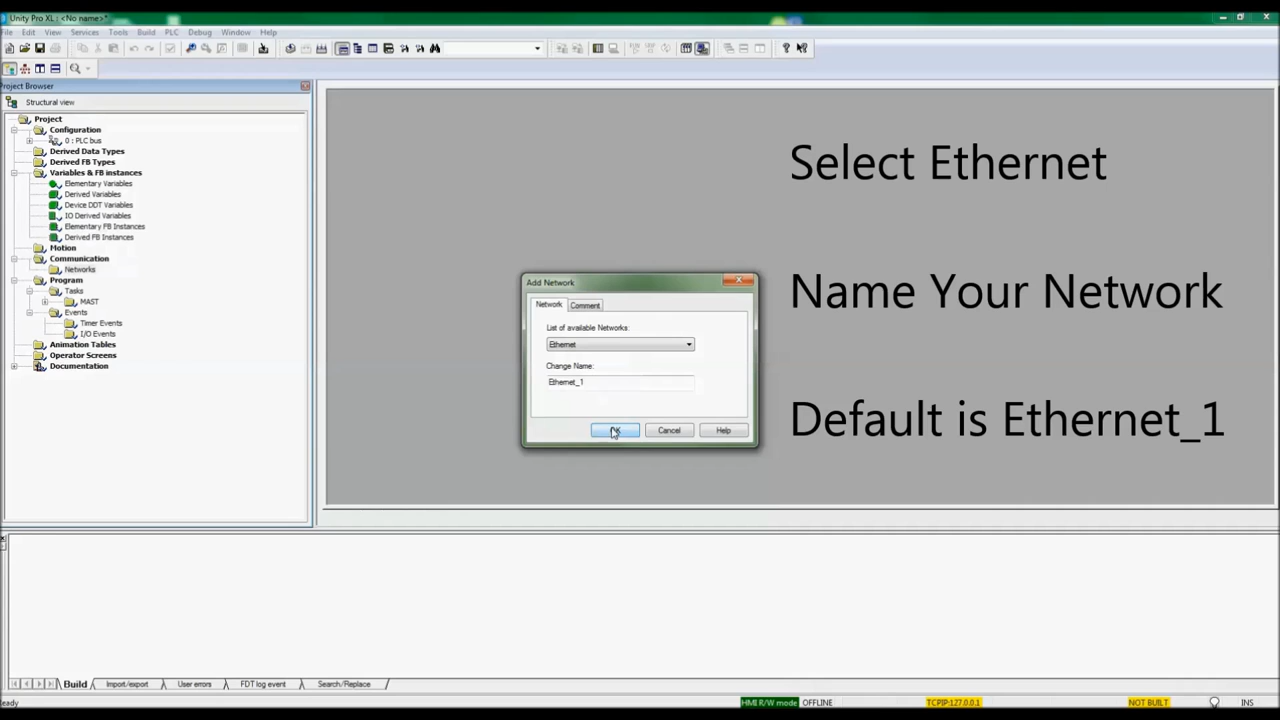 Unity Pro XL : <No name>*
File Edit View Services Tools Build PLC Debug Window Help
Project Browser
Structural view
Project
Configuration
0 : PLC bus
Derived Data Types
Derived FB Types
Variables & FB instances
Elementary Variables
Derived Variables
Device DDT Variables
IO Derived Variables
Elementary FB Instances
Derived FB Instances
Motion
Communication
Networks
Program
Tasks
MAST
Events
Timer Events
I/O Events
Animation Tables
Operator Screens
Documentation
Select Ethernet
Name Your Network
Default is Ethernet_1
Add Network
Network Comment
List of available Networks:
Ethernet
Change Name:
Ethernet_1
OK Cancel Help
Build Import/export User errors FDT log event Search/Replace
eady HMI R/W mode OFFLINE TCPIP:127.0.0.1 NOT BUILT INS